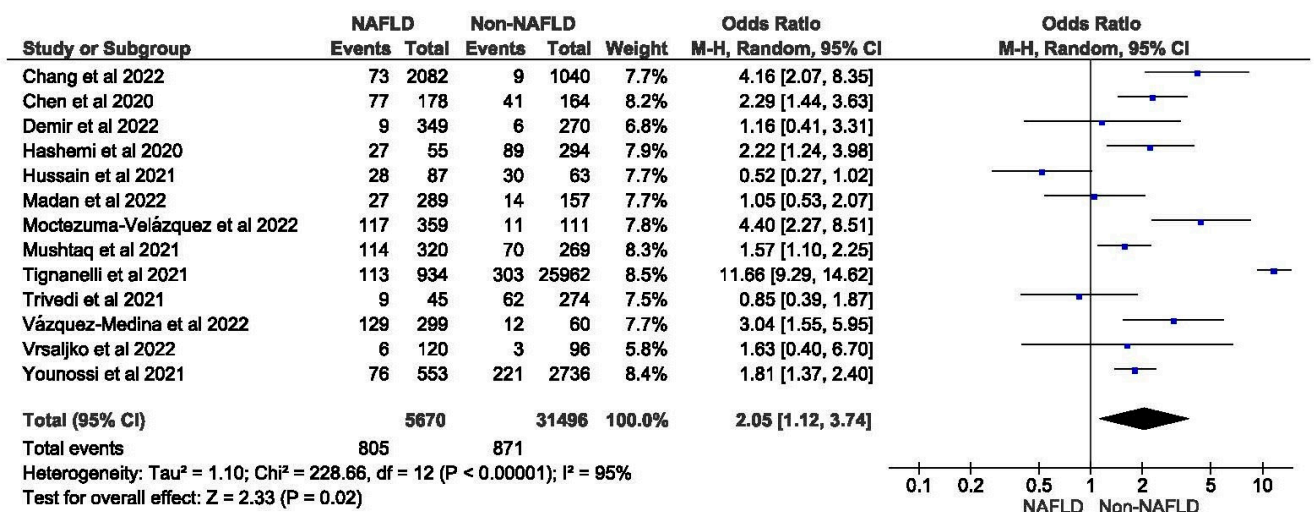 NAFLD Non-NAFLD Odds Ratio Odds Ratio
Study or Subgroup Events Total Events Total Weight M-H, Random, 95% CI M-H, Random, 95% CI
Chang et al 2022 73 2082 9 1040 7.7% 4.16 [2.07, 8.35]
Chen et al 2020 77 178 41 164 8.2% 2.29 [1.44, 3.63]
Demir et al 2022 9 349 6 270 6.8% 1.16 [0.41, 3.31]
Hashemi et al 2020 27 55 89 294 7.9% 2.22 [1.24, 3.98]
Hussain et al 2021 28 87 30 63 7.7% 0.52 [0.27, 1.02]
Madan et al 2022 27 289 14 157 7.7% 1.05 [0.53, 2.07]
Moctezuma-Velázquez et al 2022 117 359 11 111 7.8% 4.40 [2.27, 8.51]
Mushtaq et al 2021 114 320 70 269 8.3% 1.57 [1.10, 2.25]
Tignanelli et al 2021 113 934 303 25962 8.5% 11.66 [9.29, 14.62]
Trivedi et al 2021 9 45 62 274 7.5% 0.85 [0.39, 1.87]
Vázquez-Medina et al 2022 129 299 12 60 7.7% 3.04 [1.55, 5.95]
Vrsaljko et al 2022 6 120 3 96 5.8% 1.63 [0.40, 6.70]
Younossi et al 2021 76 553 221 2736 8.4% 1.81 [1.37, 2.40]
Total (95% CI) 5670 31496 100.0% 2.05 [1.12, 3.74]
Total events 805 871
Heterogeneity: Tau² = 1.10; Chi² = 228.66, df = 12 (P < 0.00001); I² = 95%
Test for overall effect: Z = 2.33 (P = 0.02)
0.1 0.2 0.5 1 2 5 10
NAFLD Non-NAFLD